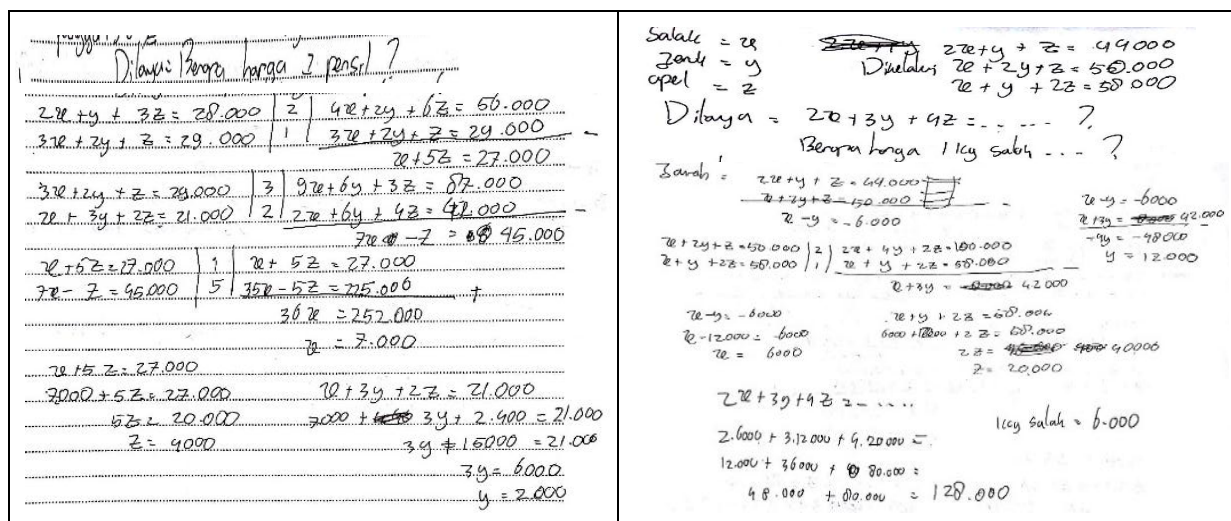 Ditanya: Berapa harga 2 pensil?
2x+y + 3z = 28.000 | 2 | 4x+2y + 6z = 56.000
3x + 2y + z = 29.000 | 1 | 3x + 2y + z = 29.000 -
x+5z = 27.000
3x+2y + z = 29.000 | 3 | 9x+6y + 3z = 87.000
x + 3y + 2z = 21.000 | 2 | 2x + 6y + 4z = 42.000 -
7x - z = 45.000
x+5z = 27.000 | 1 | x + 5z = 27.000
7x - z = 45.000 | 5 | 35x - 5z = 225.000 +
36x = 252.000
x = 7.000
x+5z = 27.000
7000 + 5z = 27.000
5z = 20.000
z = 4000
x + 3y + 2z = 21.000
7000 + 3y + 2.400 = 21.000
3y + 15000 = 21.000
3y = 6000
y = 2.000
Salak = x
Jeruk = y
apel = z
2x+y + z = 44000
Diketahui x + 2y + z = 50.000
x + y + 2z = 58.000
Ditanya = 2x + 3y + 4z = ...... ?
Berapa harga 1 kg salak .... ?
Jawab :
2x + y + z = 44.000
x + 2y + z = 50.000
x - y = -6.000
x + 2y + z = 50.000 | 2 | 2x + 4y + 2z = 100.000
x + y + 2z = 58.000 | 1 | x + y + 2z = 58.000 -
x + 3y = 42000
x - y = -6000
x + 3y = 42.000
-4y = -48000
y = 12.000
x - y = -6000
x - 12000 = -6000
x = 6000
x + y + 2z = 58.000
6000 + 12000 + 2z = 58.000
2z = 40000
z = 20.000
2x + 3y + 4z = .....
2.6000 + 3.12000 + 4.20000 =
12.000 + 36000 + 80.000 =
48.000 + 80.000 = 128.000
1 kg salak = 6.000